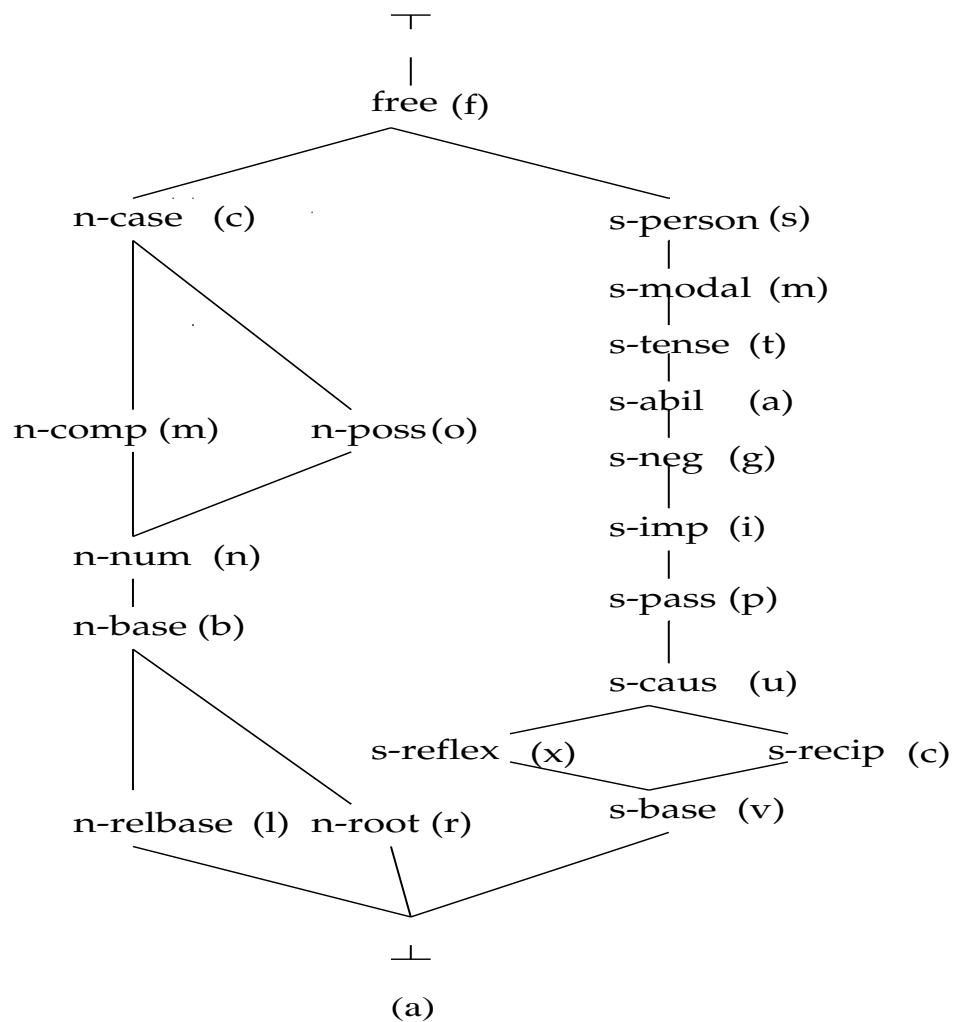 free (f)
n-case (c)
s-person (s)
s-modal (m)
s-tense (t)
s-abil (a)
n-comp (m) n-poss (o)
s-neg (g)
s-imp (i)
n-num (n)
s-pass (p)
n-base (b)
s-caus (u)
s-reflex (x) s-recip (c)
s-base (v)
n-relbase (l) n-root (r)
(a)